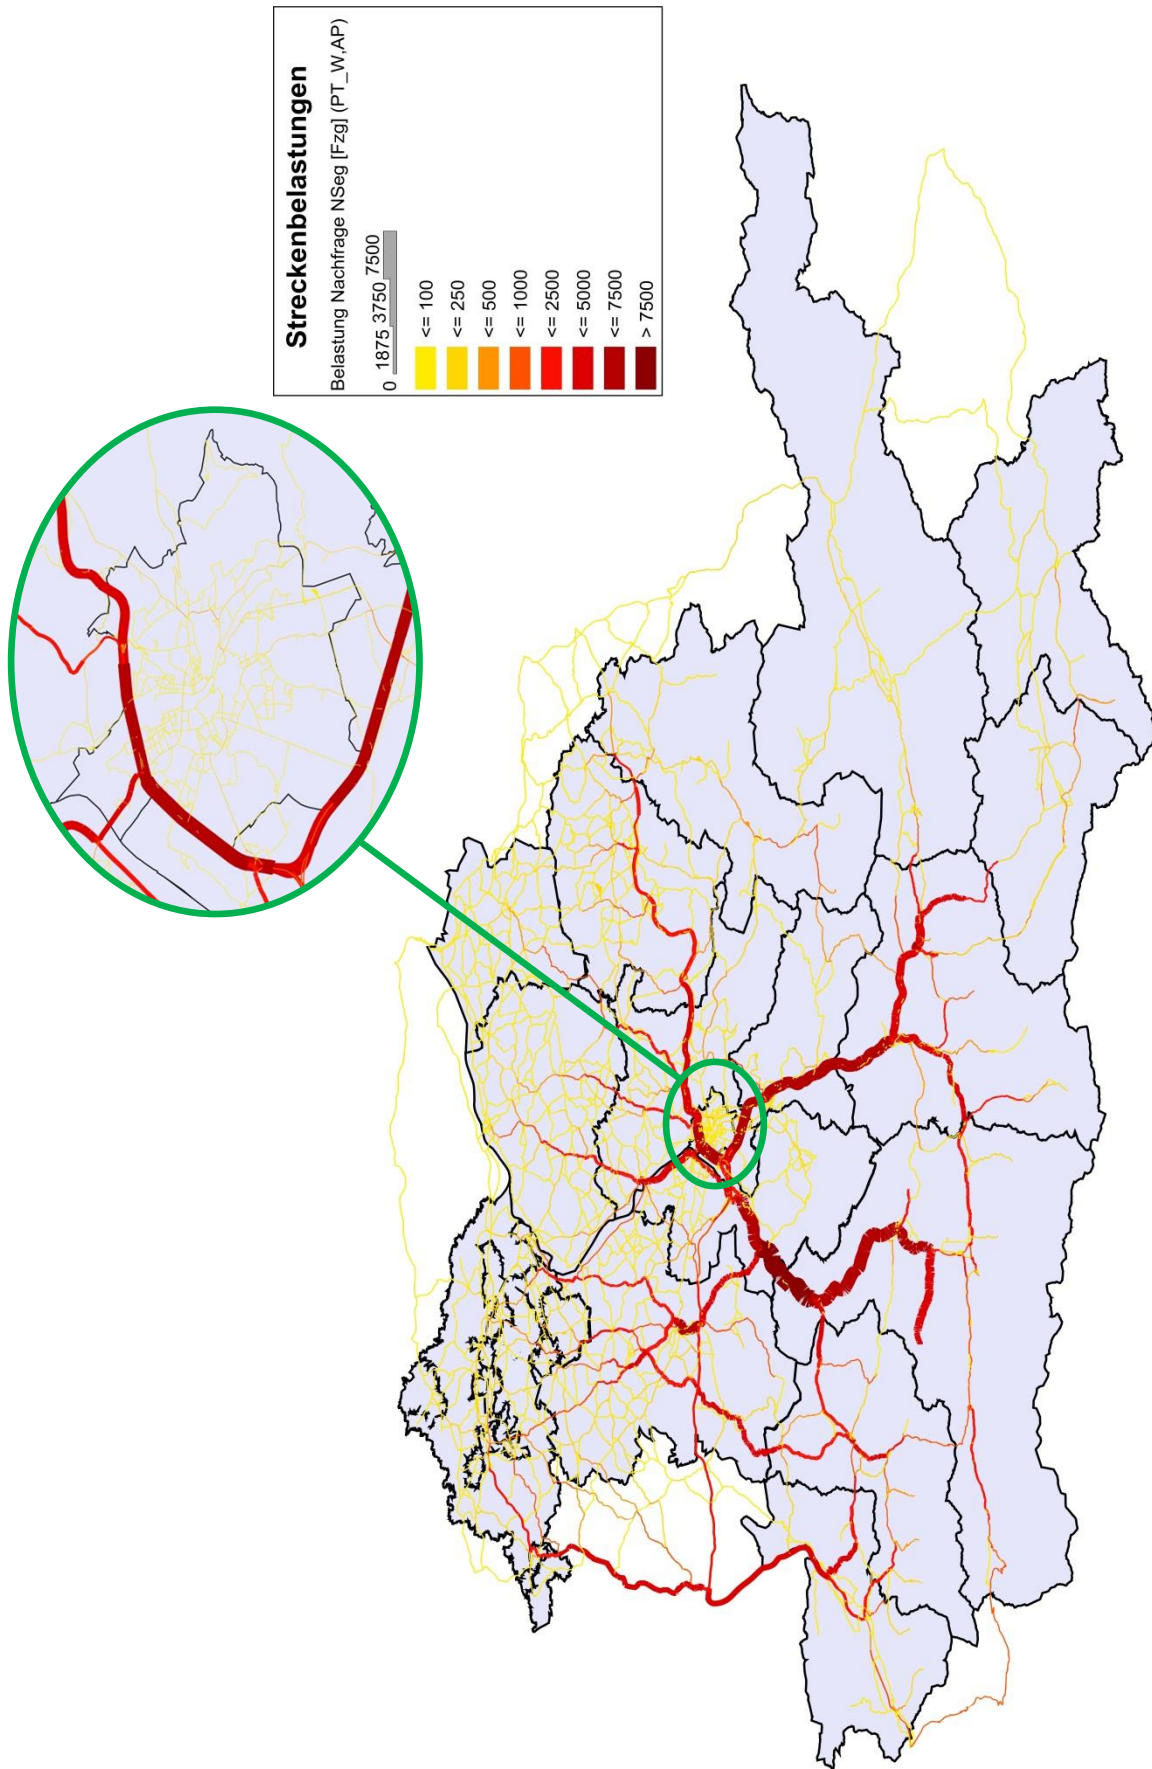 Streckenbelastungen
Belastung Nachfrage NSeg [Fzg] (PT_W,AP)
0 1875 3750 7500
<= 100
<= 250
<= 500
<= 1000
<= 2500
<= 5000
<= 7500
> 7500